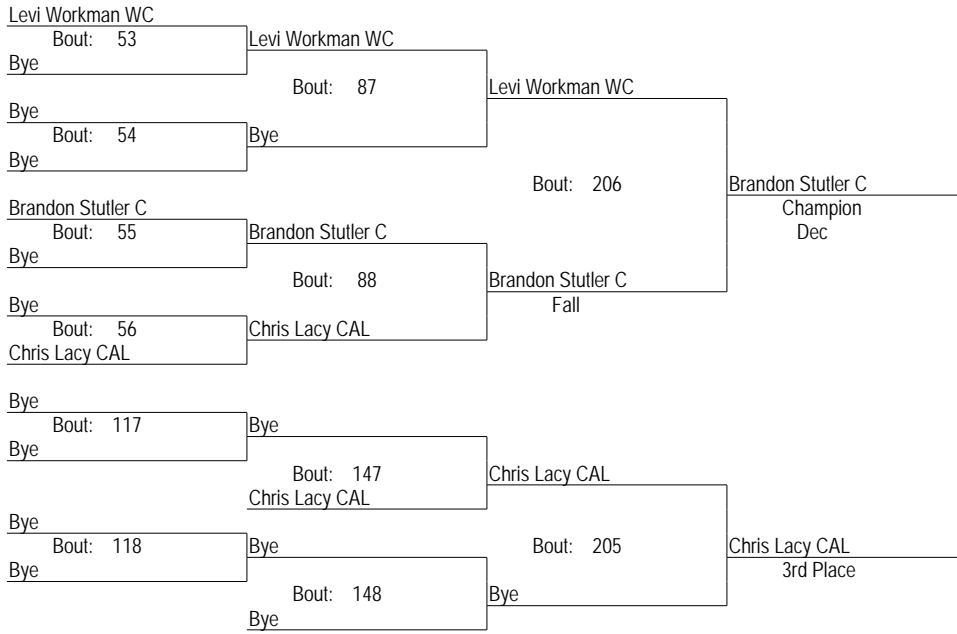 Levi Workman WC
Bout: 53
Levi Workman WC
Bye
Bout: 87
Levi Workman WC
Bye
Bout: 54
Bye
Bye
Bout: 206
Brandon Stutler C
Brandon Stutler C
Champion
Bout: 55
Brandon Stutler C
Dec
Bye
Bout: 88
Brandon Stutler C
Bye
Fall
Bout: 56
Chris Lacy CAL
Chris Lacy CAL
Bye
Bout: 117
Bye
Bye
Bout: 147
Chris Lacy CAL
Chris Lacy CAL
Bye
Bout: 118
Bye
Bout: 205
Chris Lacy CAL
Bye
3rd Place
Bout: 148
Bye
Bye